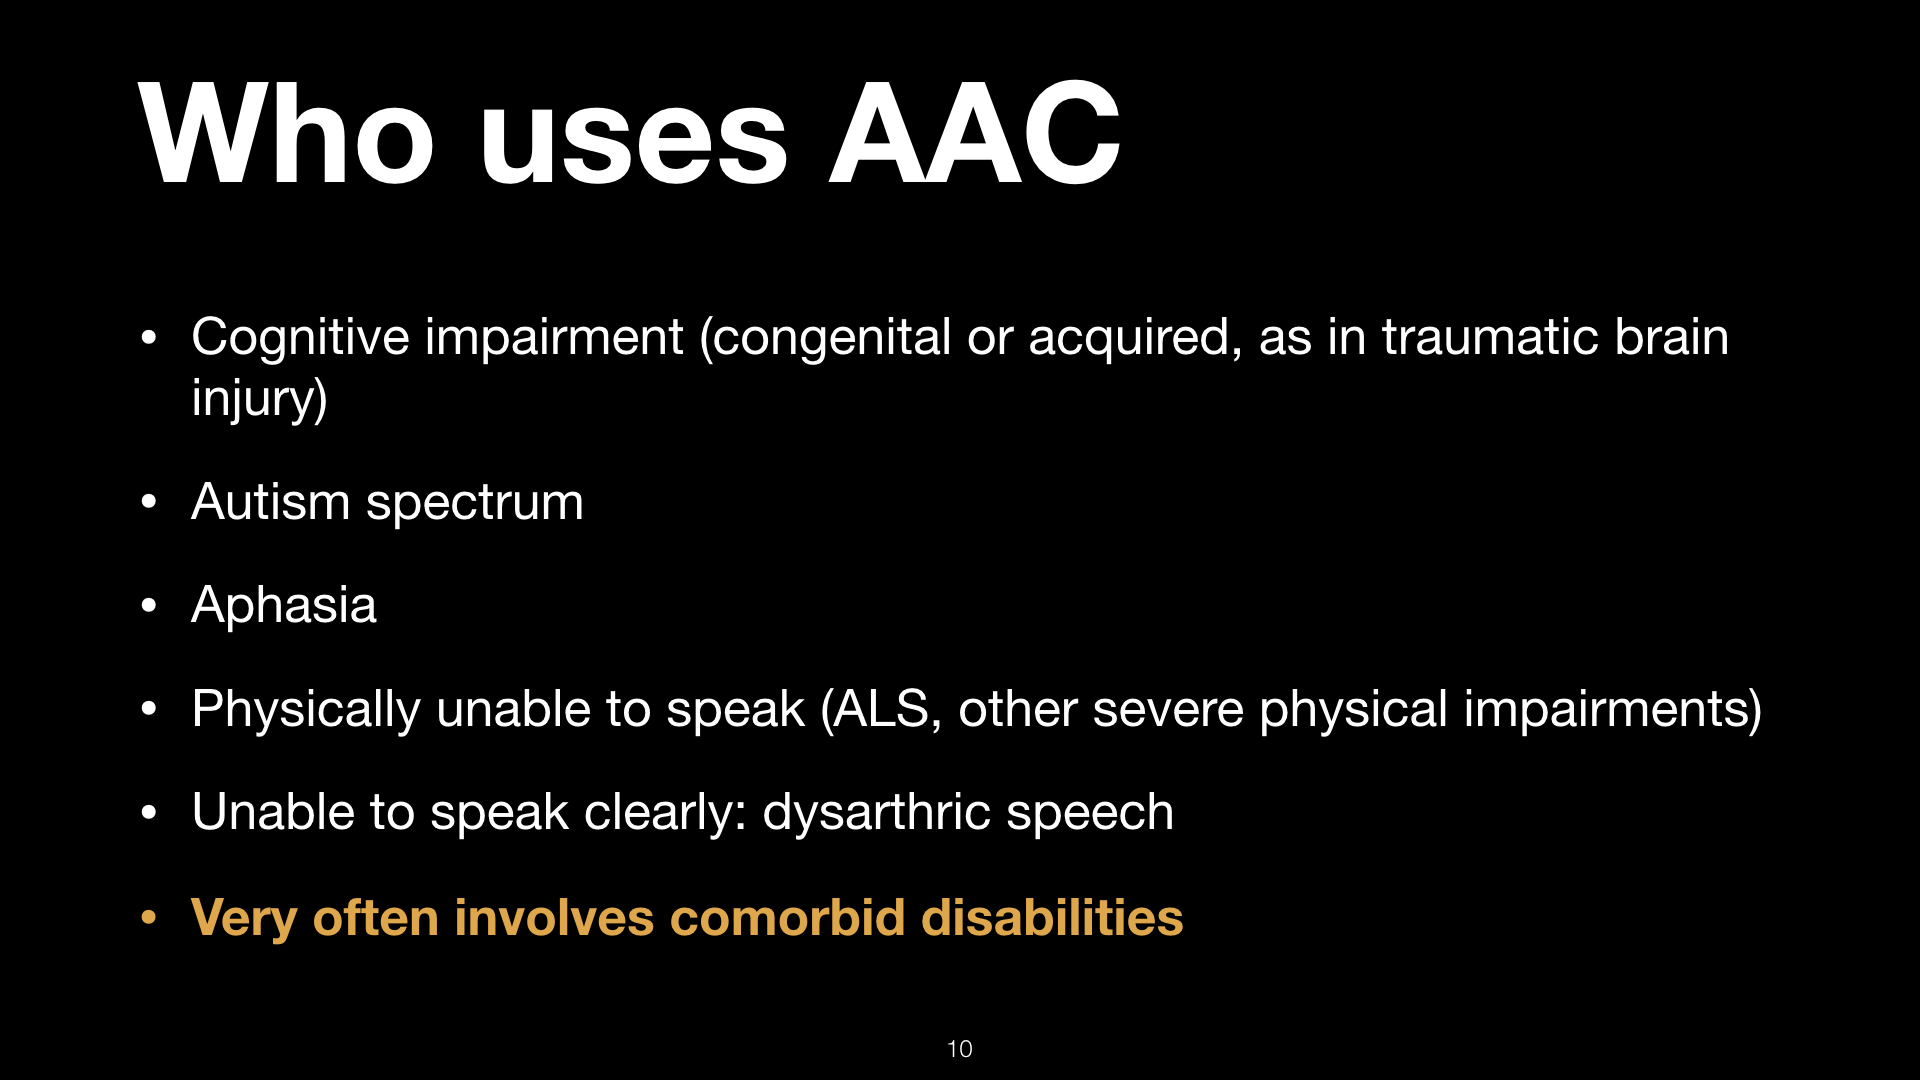 Who uses AAC
• Cognitive impairment (congenital or acquired, as in traumatic brain
injury)
• Autism spectrum
• Aphasia
• Physically unable to speak (ALS, other severe physical impairments)
• Unable to speak clearly: dysarthric speech
• Very often involves comorbid disabilities
10